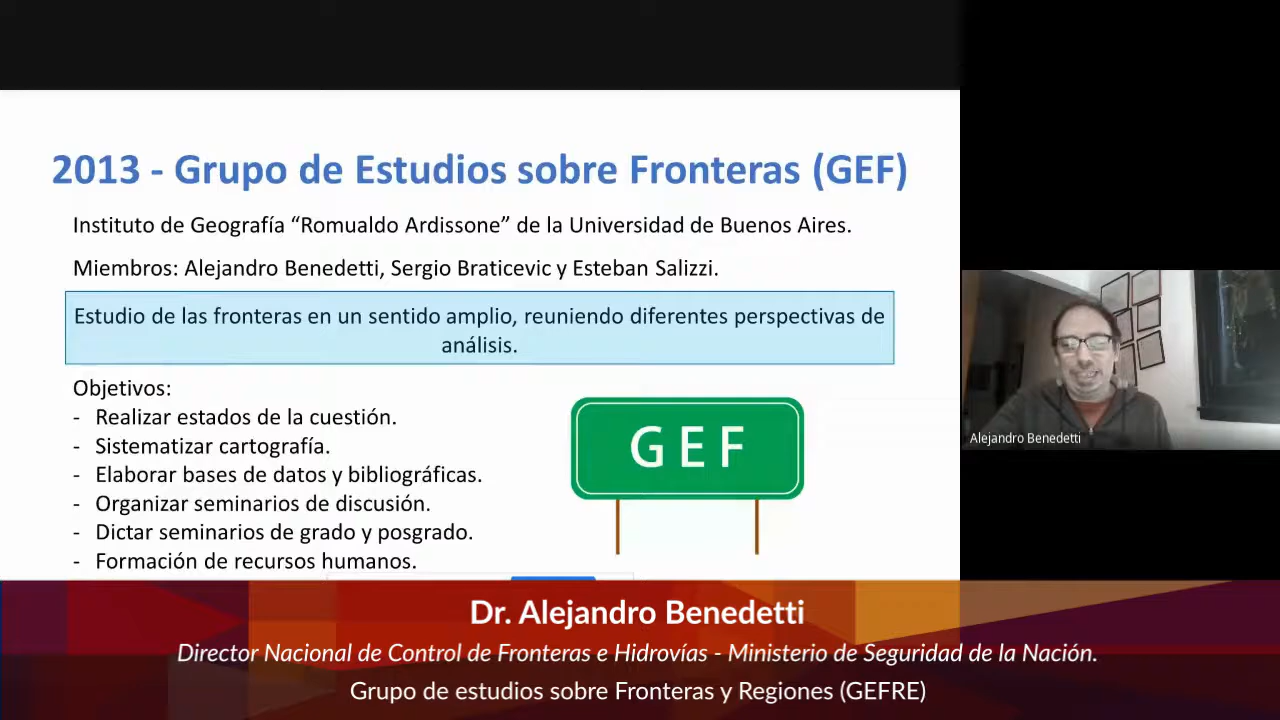 2013 - Grupo de Estudios sobre Fronteras (GEF)
Instituto de Geografía “Romualdo Ardissone” de la Universidad de Buenos Aires.
Miembros: Alejandro Benedetti, Sergio Braticevic y Esteban Salizzi.
Estudio de las fronteras en un sentido amplio, reuniendo diferentes perspectivas de
análisis.
Objetivos:
- Realizar estados de la cuestión.
- Sistematizar cartografía.
- Elaborar bases de datos y bibliográficas.
- Organizar seminarios de discusión.
- Dictar seminarios de grado y posgrado.
- Formación de recursos humanos.
GEF
Alejandro Benedetti
Dr. Alejandro Benedetti
Director Nacional de Control de Fronteras e Hidrovías - Ministerio de Seguridad de la Nación.
Grupo de estudios sobre Fronteras y Regiones (GEFRE)